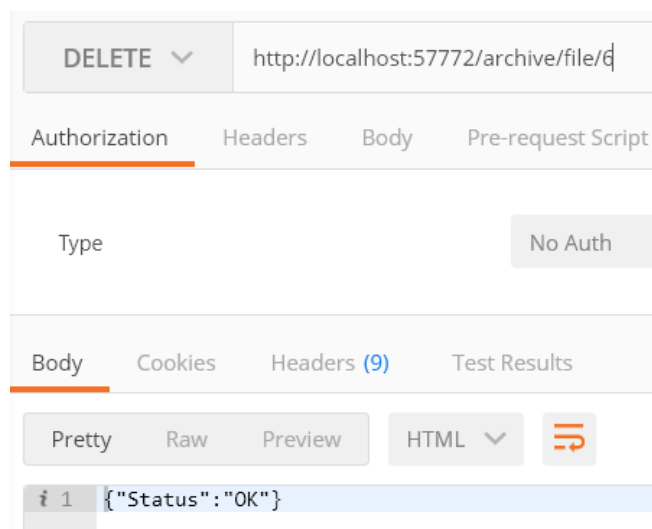 DELETE http://localhost:57772/archive/file/6
Authorization Headers Body Pre-request Script
Type No Auth
Body Cookies Headers (9) Test Results
Pretty Raw Preview HTML
i 1 {"Status":"OK"}